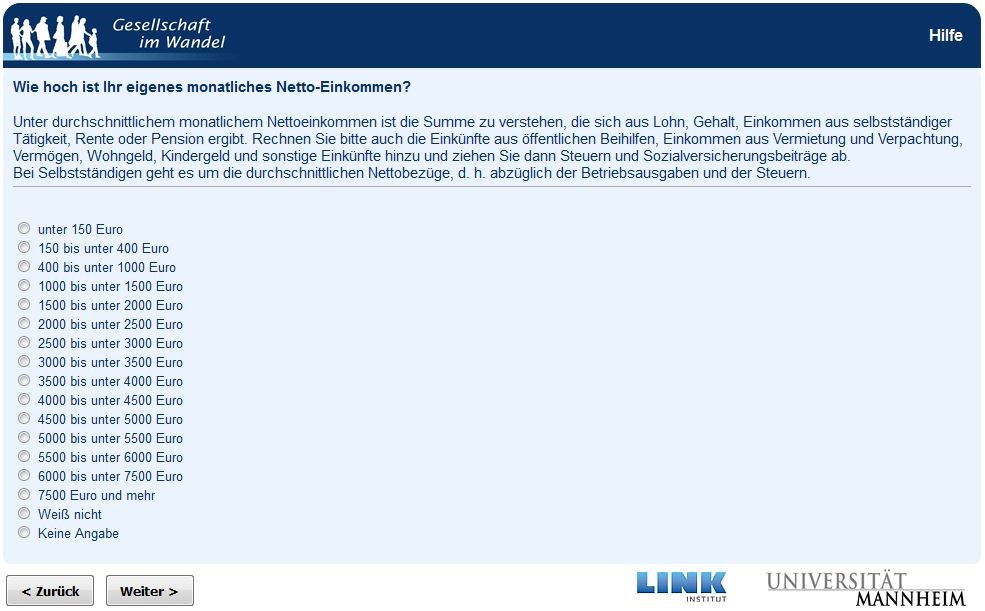 Gesellschaft
im Wandel
Hilfe
Wie hoch ist Ihr eigenes monatliches Netto-Einkommen?
Unter durchschnittlichem monatlichem Nettoeinkommen ist die Summe zu verstehen, die sich aus Lohn, Gehalt, Einkommen aus selbstständiger
Tätigkeit, Rente oder Pension ergibt. Rechnen Sie bitte auch die Einkünfte aus öffentlichen Beihilfen, Einkommen aus Vermietung und Verpachtung,
Vermögen, Wohngeld, Kindergeld und sonstige Einkünfte hinzu und ziehen Sie dann Steuern und Sozialversicherungsbeiträge ab.
Bei Selbstständigen geht es um die durchschnittlichen Nettobezüge, d. h. abzüglich der Betriebsausgaben und der Steuern.
unter 150 Euro
150 bis unter 400 Euro
400 bis unter 1000 Euro
1000 bis unter 1500 Euro
1500 bis unter 2000 Euro
2000 bis unter 2500 Euro
2500 bis unter 3000 Euro
3000 bis unter 3500 Euro
3500 bis unter 4000 Euro
4000 bis unter 4500 Euro
4500 bis unter 5000 Euro
5000 bis unter 5500 Euro
5500 bis unter 6000 Euro
6000 bis unter 7500 Euro
7500 Euro und mehr
Weiß nicht
Keine Angabe
< Zurück
Weiter >
LINK
INSTITUT
UNIVERSITÄT
MANNHEIM